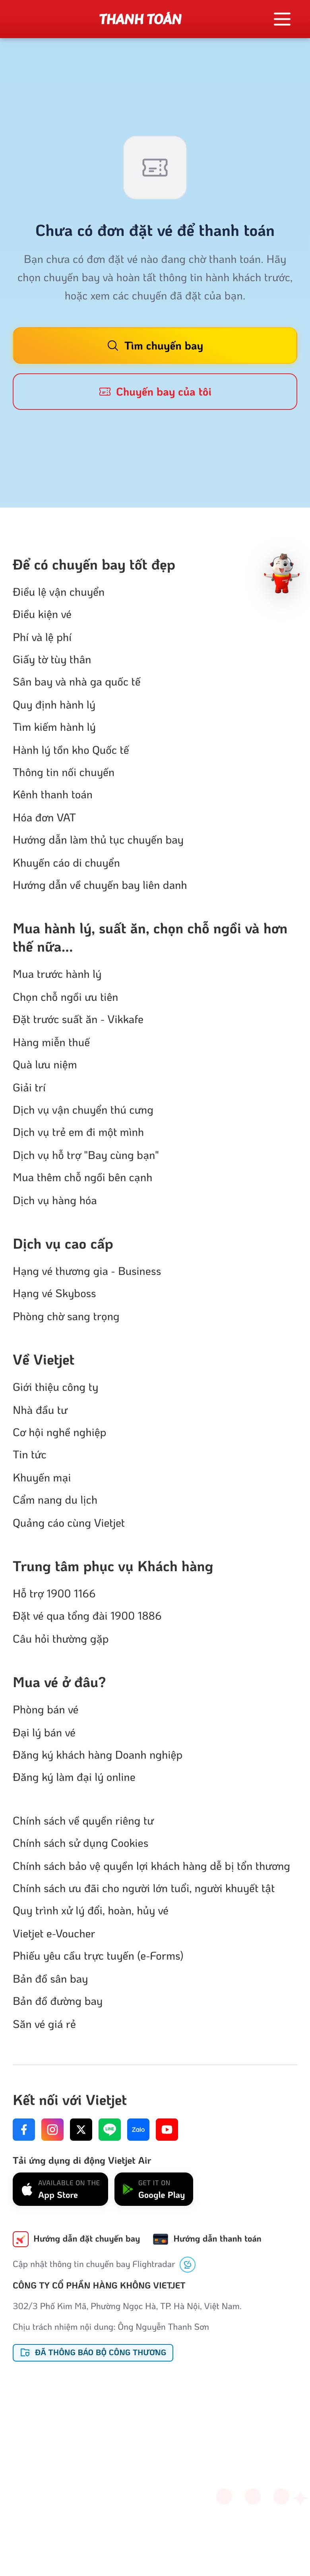 THANH TOÁN
Chưa có đơn đặt vé để thanh toán
Bạn chưa có đơn đặt vé nào đang chờ thanh toán. Hãy
chọn chuyến bay và hoàn tất thông tin hành khách trước,
hoặc xem các chuyến đã đặt của bạn.
Tìm chuyến bay
Chuyến bay của tôi
Để có chuyến bay tốt đẹp
Điều lệ vận chuyển
Điều kiện vé
Phí và lệ phí
Giấy tờ tùy thân
Sân bay và nhà ga quốc tế
Quy định hành lý
Tìm kiếm hành lý
Hành lý tồn kho Quốc tế
Thông tin nối chuyến
Kênh thanh toán
Hóa đơn VAT
Hướng dẫn làm thủ tục chuyến bay
Khuyến cáo di chuyển
Hướng dẫn về chuyến bay liên danh
Mua hành lý, suất ăn, chọn chỗ ngồi và hơn
thế nữa...
Mua trước hành lý
Chọn chỗ ngồi ưu tiên
Đặt trước suất ăn - Vikkafe
Hàng miễn thuế
Quà lưu niệm
Giải trí
Dịch vụ vận chuyển thú cưng
Dịch vụ trẻ em đi một mình
Dịch vụ hỗ trợ "Bay cùng bạn"
Mua thêm chỗ ngồi bên cạnh
Dịch vụ hàng hóa
Dịch vụ cao cấp
Hạng vé thương gia - Business
Hạng vé Skyboss
Phòng chờ sang trọng
Về Vietjet
Giới thiệu công ty
Nhà đầu tư
Cơ hội nghề nghiệp
Tin tức
Khuyến mại
Cẩm nang du lịch
Quảng cáo cùng Vietjet
Trung tâm phục vụ Khách hàng
Hỗ trợ 1900 1166
Đặt vé qua tổng đài 1900 1886
Câu hỏi thường gặp
Mua vé ở đâu?
Phòng bán vé
Đại lý bán vé
Đăng ký khách hàng Doanh nghiệp
Đăng ký làm đại lý online
Chính sách về quyền riêng tư
Chính sách sử dụng Cookies
Chính sách bảo vệ quyền lợi khách hàng dễ bị tổn thương
Chính sách ưu đãi cho người lớn tuổi, người khuyết tật
Quy trình xử lý đổi, hoàn, hủy vé
Vietjet e-Voucher
Phiếu yêu cầu trực tuyến (e-Forms)
Bản đồ sân bay
Bản đồ đường bay
Săn vé giá rẻ
Kết nối với Vietjet
LINE
Zalo
Tải ứng dụng di động Vietjet Air
AVAILABLE ON THE
App Store
GET IT ON
Google Play
Hướng dẫn đặt chuyến bay
Hướng dẫn thanh toán
Cập nhật thông tin chuyến bay Flightradar
CÔNG TY CỔ PHẦN HÀNG KHÔNG VIETJET
302/3 Phố Kim Mã, Phường Ngọc Hà, TP. Hà Nội, Việt Nam.
Chịu trách nhiệm nội dung: Ông Nguyễn Thanh Sơn
ĐÃ THÔNG BÁO BỘ CÔNG THƯƠNG